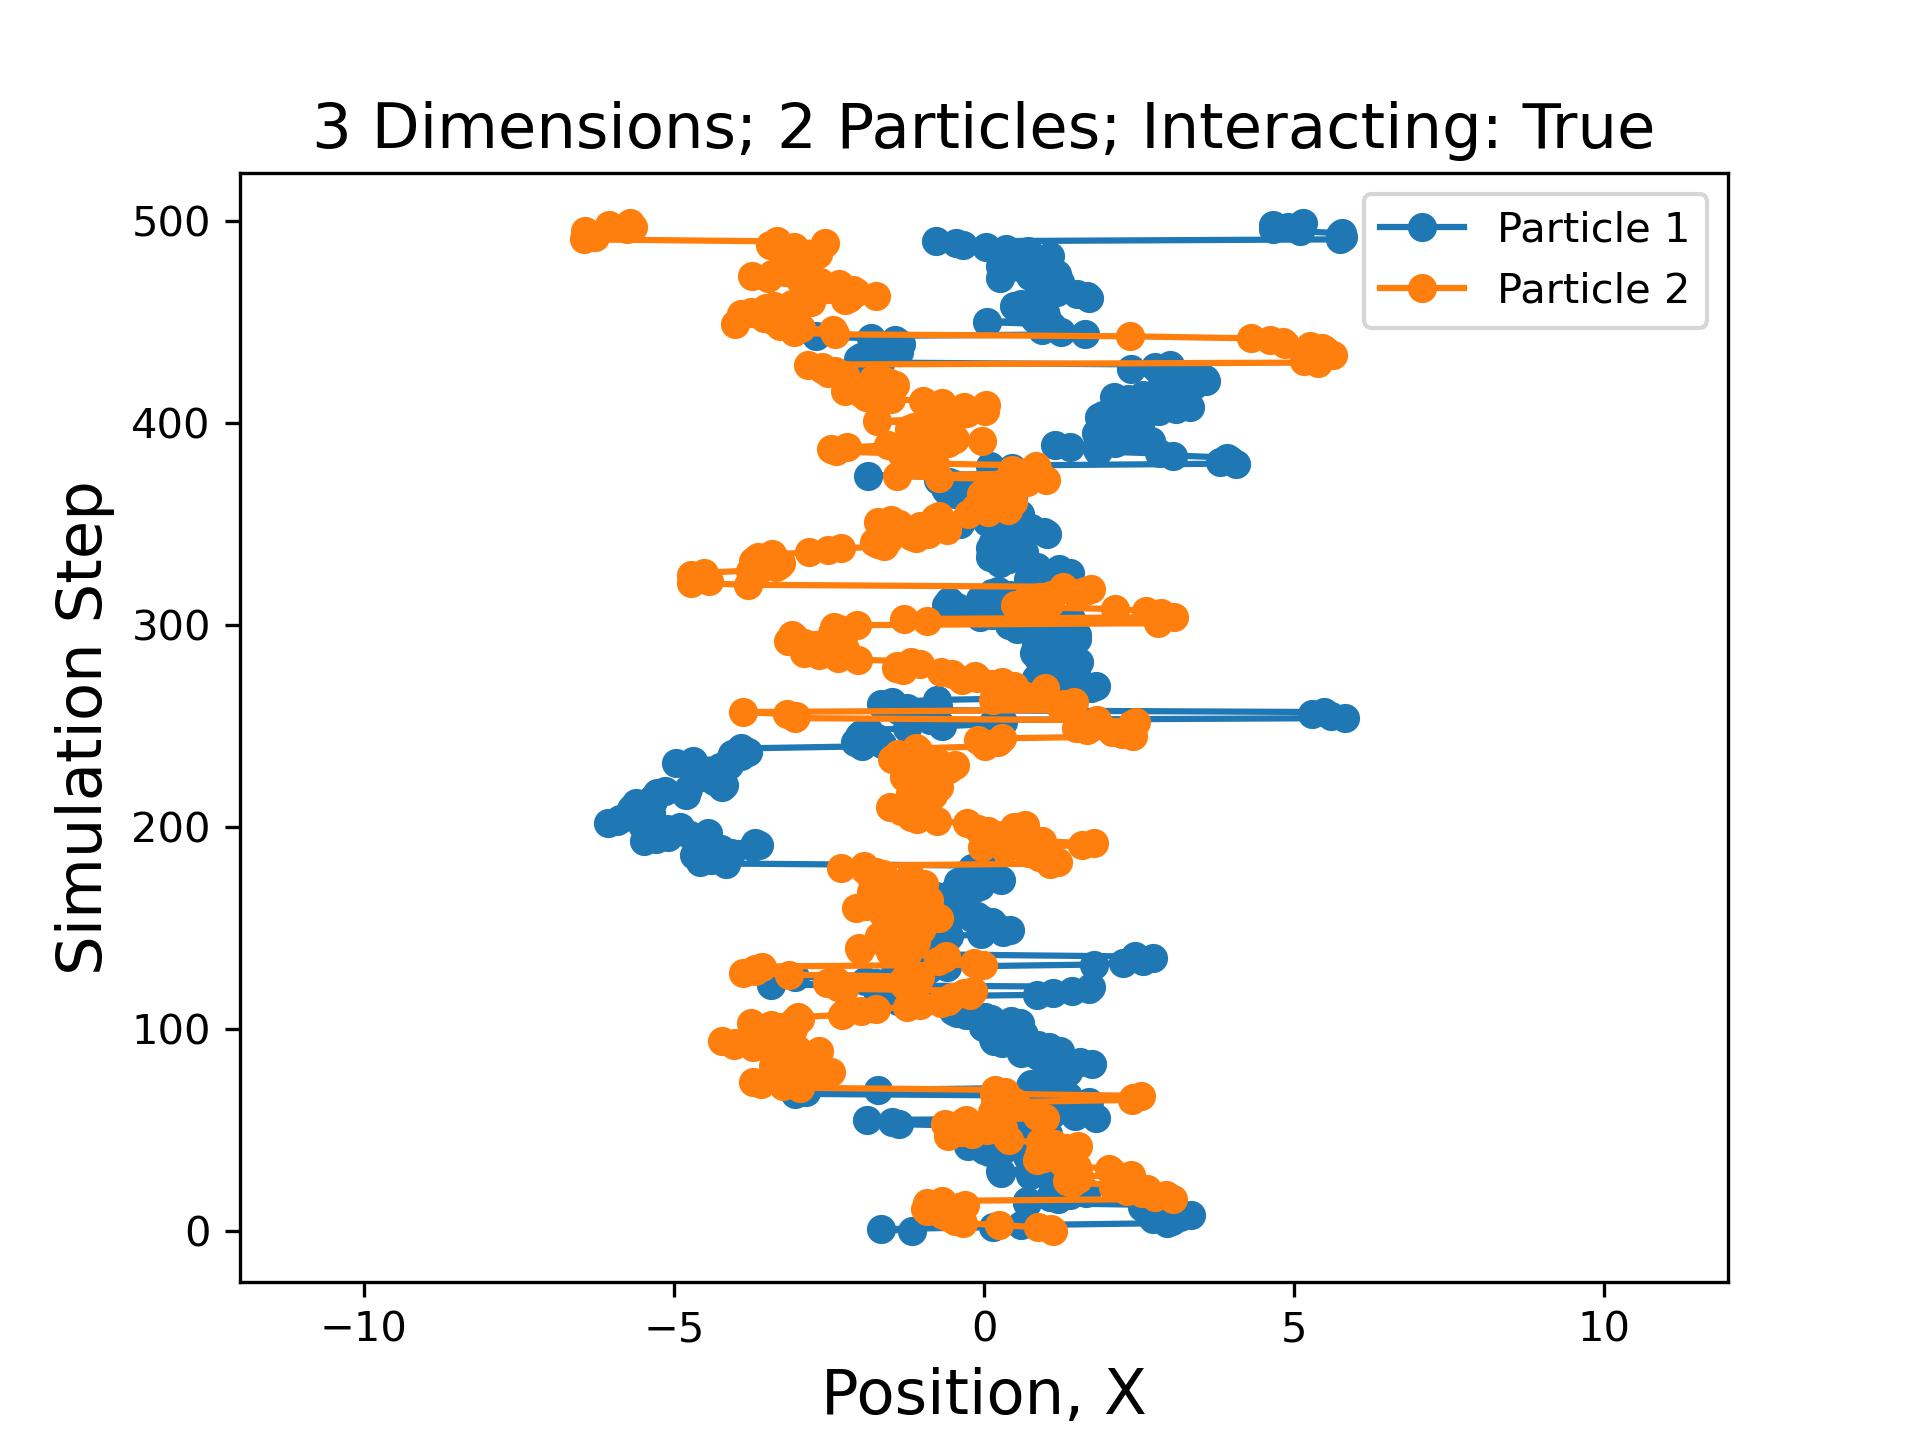 3 Dimensions; 2 Particles; Interacting: True
Particle 1
Particle 2
Simulation Step
500
400
300
200
100
0
−10
−5
0
5
10
Position, X